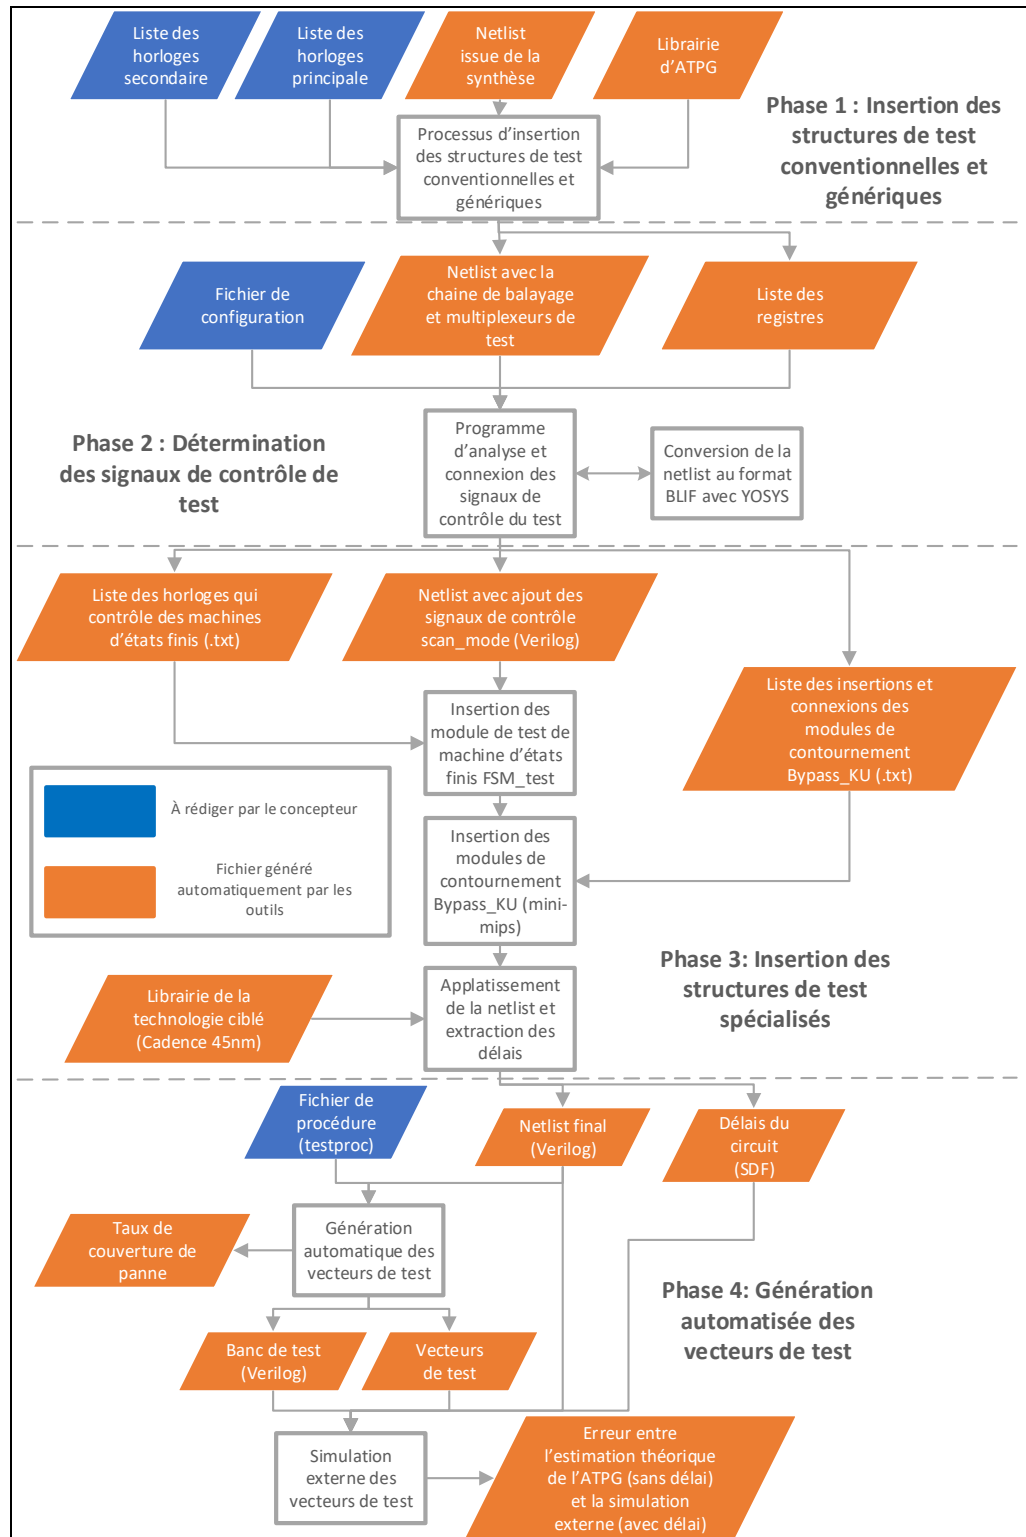 Liste des
horloges
secondaire
Liste des
horloges
principale
Netlist
issue de la
synthèse
Librairie
d'ATPG
Phase 1 : Insertion des
structures de test
conventionnelles et
génériques
Processus d'insertion
des structures de test
conventionnelles et
génériques
Fichier de
configuration
Netlist avec la
chaine de balayage
et multiplexeurs de
test
Liste des
registres
Phase 2 : Détermination
des signaux de contrôle de
test
Programme
d'analyse et
connexion des
signaux de
contrôle du test
Conversion de la
netlist au format
BLIF avec YOSYS
Liste des horloges qui
contrôle des machines
d'états finis (.txt)
Netlist avec ajout des
signaux de contrôle
scan_mode (Verilog)
Liste des insertions et
connexions des
modules de
contournement
Bypass_KU (.txt)
Insertion des
module de test de
machine d'états
finis FSM_test
À rédiger par le concepteur
Fichier généré
automatiquement par les
outils
Insertion des
modules de
contournement
Bypass_KU (mini-
mips)
Phase 3: Insertion des
structures de test
spécialisés
Librairie de la
technologie ciblé
(Cadence 45nm)
Applatissement
de la netlist et
extraction des
délais
Fichier de
procédure
(testproc)
Netlist final
(Verilog)
Délais du
circuit
(SDF)
Taux de
couverture de
panne
Génération
automatique des
vecteurs de test
Phase 4: Génération
automatisée des
vecteurs de test
Banc de test
(Verilog)
Vecteurs
de test
Simulation
externe des
vecteurs de test
Erreur entre
l'estimation théorique
de l'ATPG (sans délai)
et la simulation
externe (avec délai)